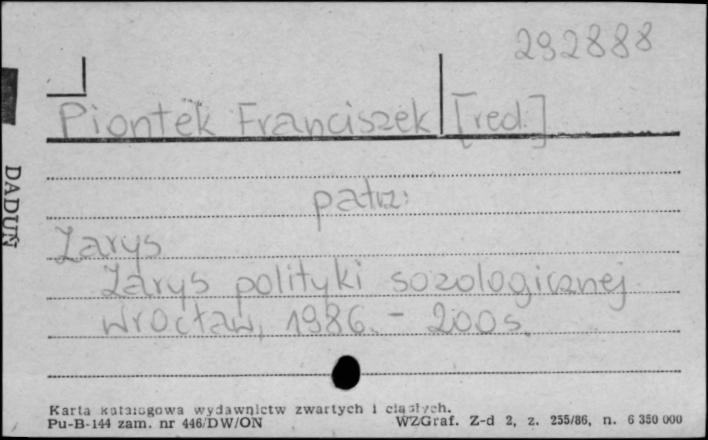 292888
Piontek Franciszek [red.]
patrz:
Zarys
Zarys polityki sozologicznej
Wrocław, 1986. - 200 s.
DADUŃ
Karta katalogowa wydawnictw zwartych i ciągłych.
Pu-B-144 zam. nr 446/DW/ON
WZGraf. Z-d 2, z. 255/86, n. 6 350 000